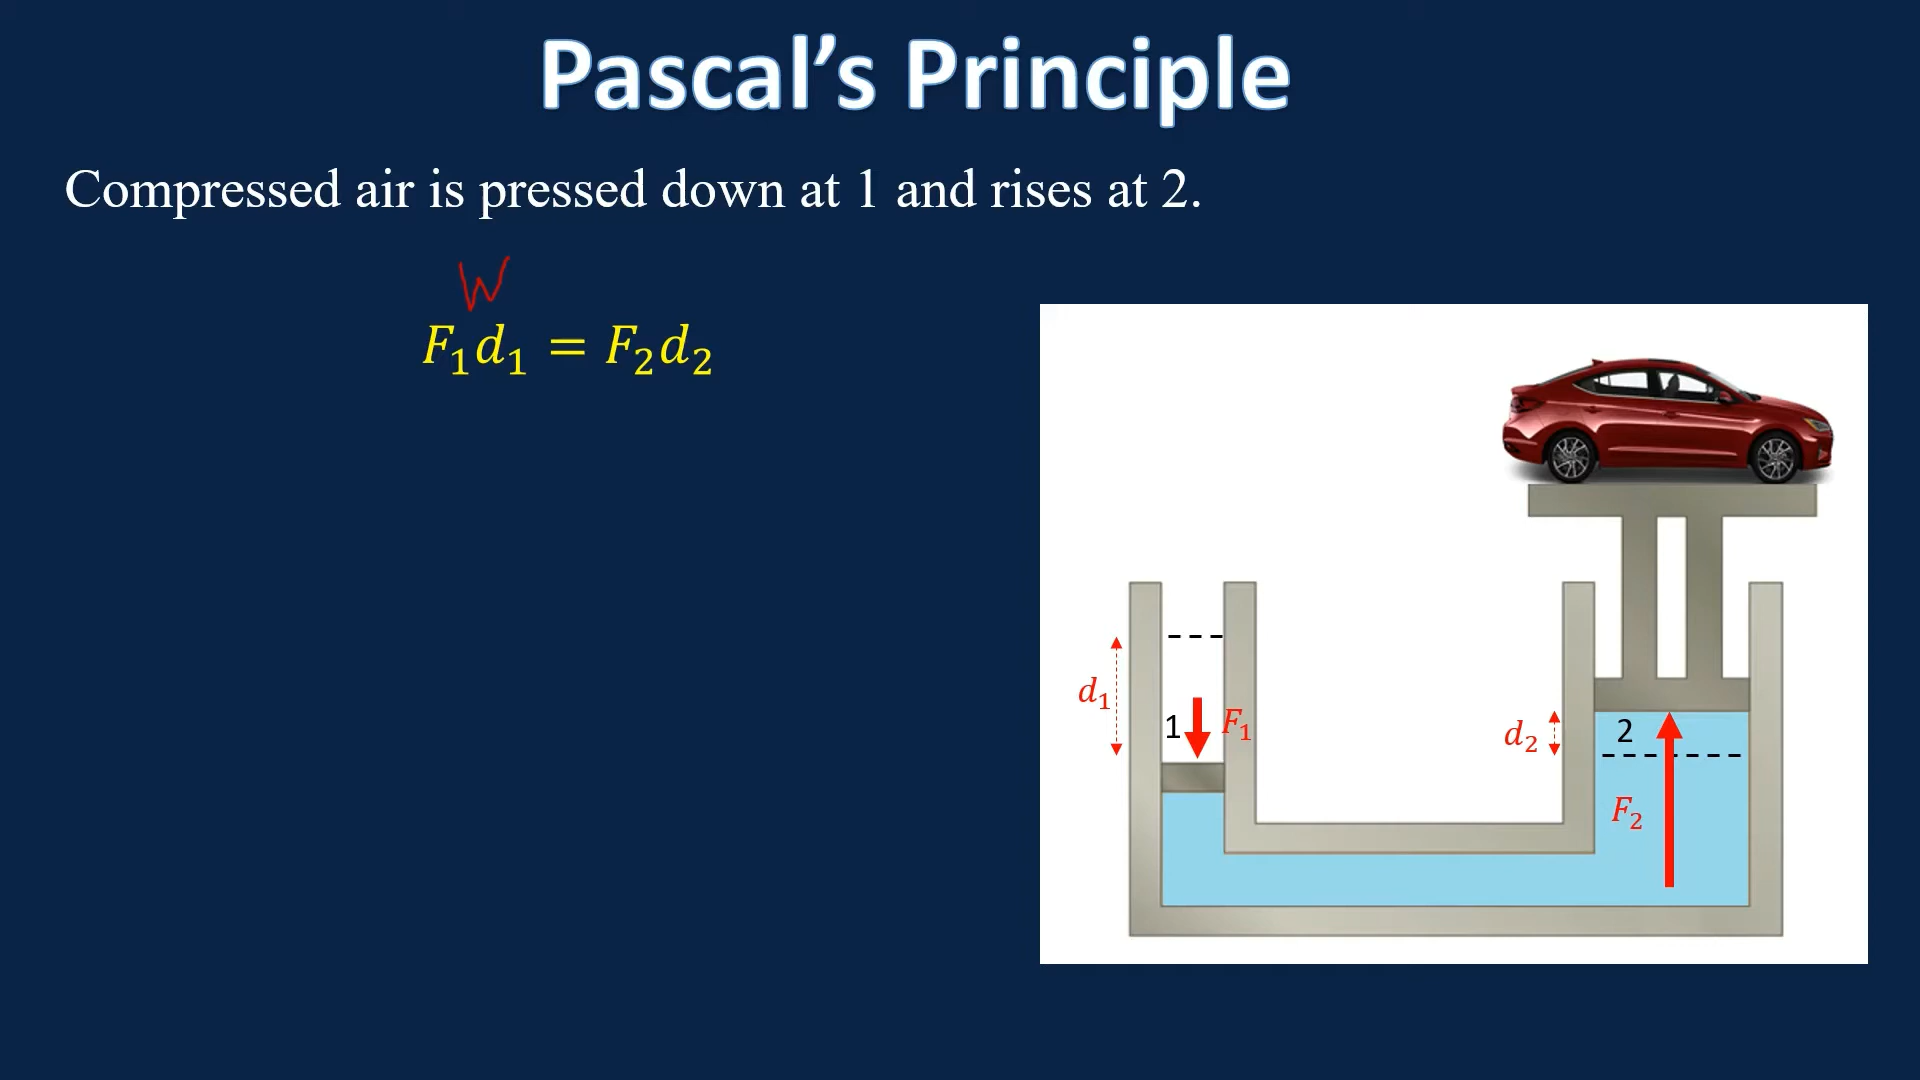 Pascal’s Principle
Compressed air is pressed down at 1 and rises at 2.
W
F₁d₁ = F₂d₂
d₁
1
F₁
d₂
2
F₂